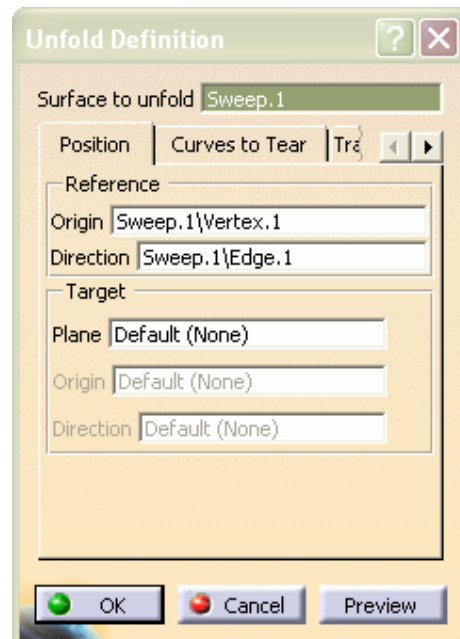 Unfold Definition
Surface to unfold Sweep.1
Position Curves to Tear Tra
Reference
Origin Sweep.1\Vertex.1
Direction Sweep.1\Edge.1
Target
Plane Default (None)
Origin Default (None)
Direction Default (None)
OK Cancel Preview